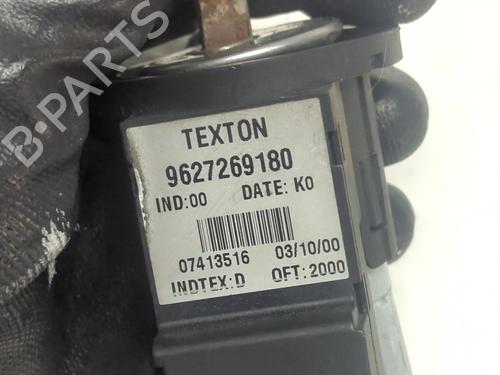 B-PARTS
TEXTON
9627269180
IND:00 DATE: K0
07413516 03/10/00
INDTEX:D OFT:2000